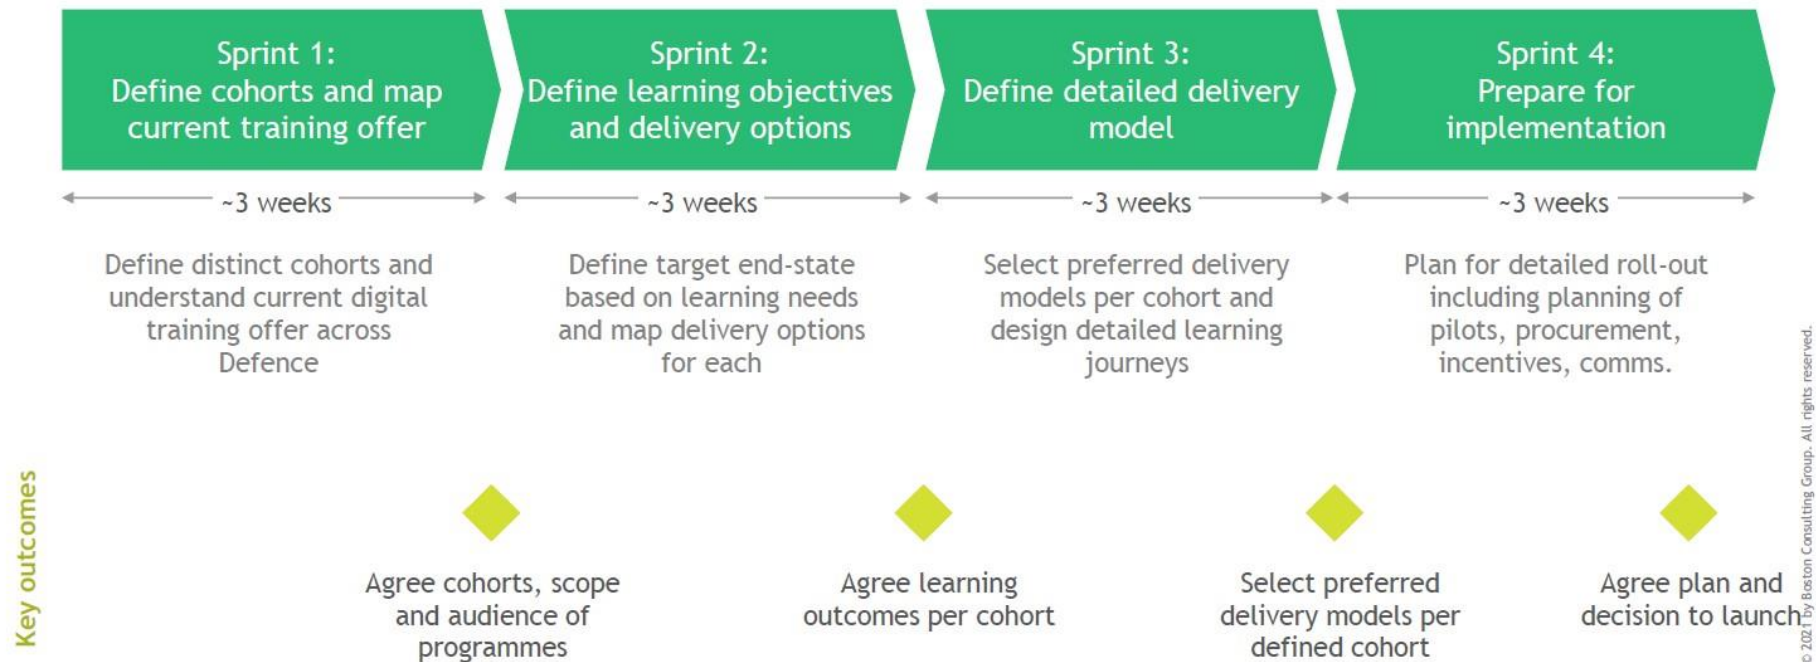 Sprint 1:
Define cohorts and map
current training offer
Sprint 2:
Define learning objectives
and delivery options
Sprint 3:
Define detailed delivery
model
Sprint 4:
Prepare for
implementation
~3 weeks
~3 weeks
~3 weeks
~3 weeks
Define distinct cohorts and
understand current digital
training offer across
Defence
Define target end-state
based on learning needs
and map delivery options
for each
Select preferred delivery
models per cohort and
design detailed learning
journeys
Plan for detailed roll-out
including planning of
pilots, procurement,
incentives, comms.
Key outcomes
Agree cohorts, scope
and audience of
programmes
Agree learning
outcomes per cohort
Select preferred
delivery models per
defined cohort
Agree plan and
decision to launch
© 2021 by Boston Consulting Group. All rights reserved.